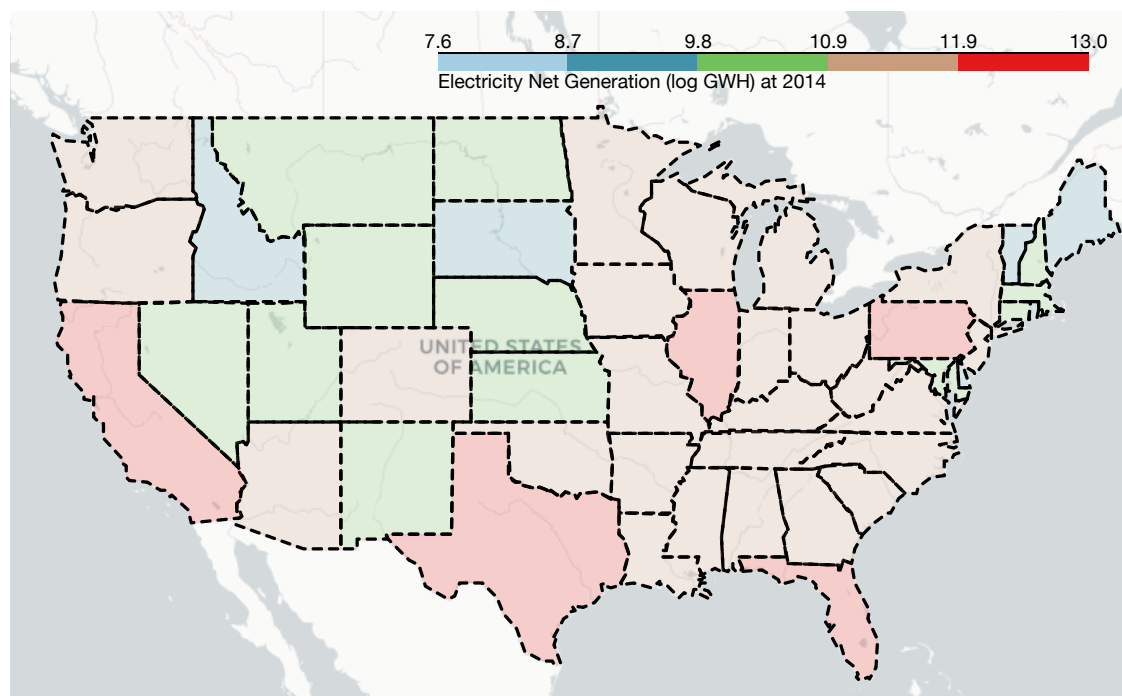 7.6 8.7 9.8 10.9 11.9 13.0
Electricity Net Generation (log GWH) at 2014
UNITED STATES
OF AMERICA